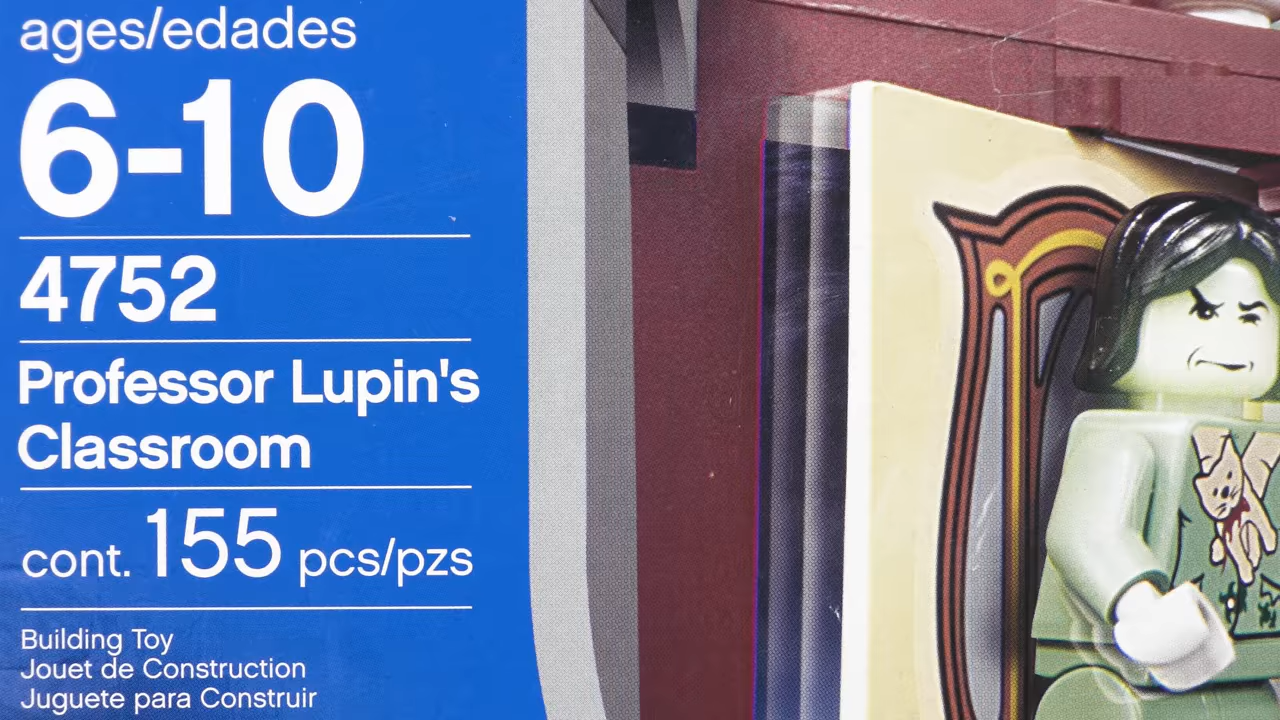 ages/edades
6-10
4752
Professor Lupin's
Classroom
cont. 155 pcs/pzs
Building Toy
Jouet de Construction
Juguete para Construir